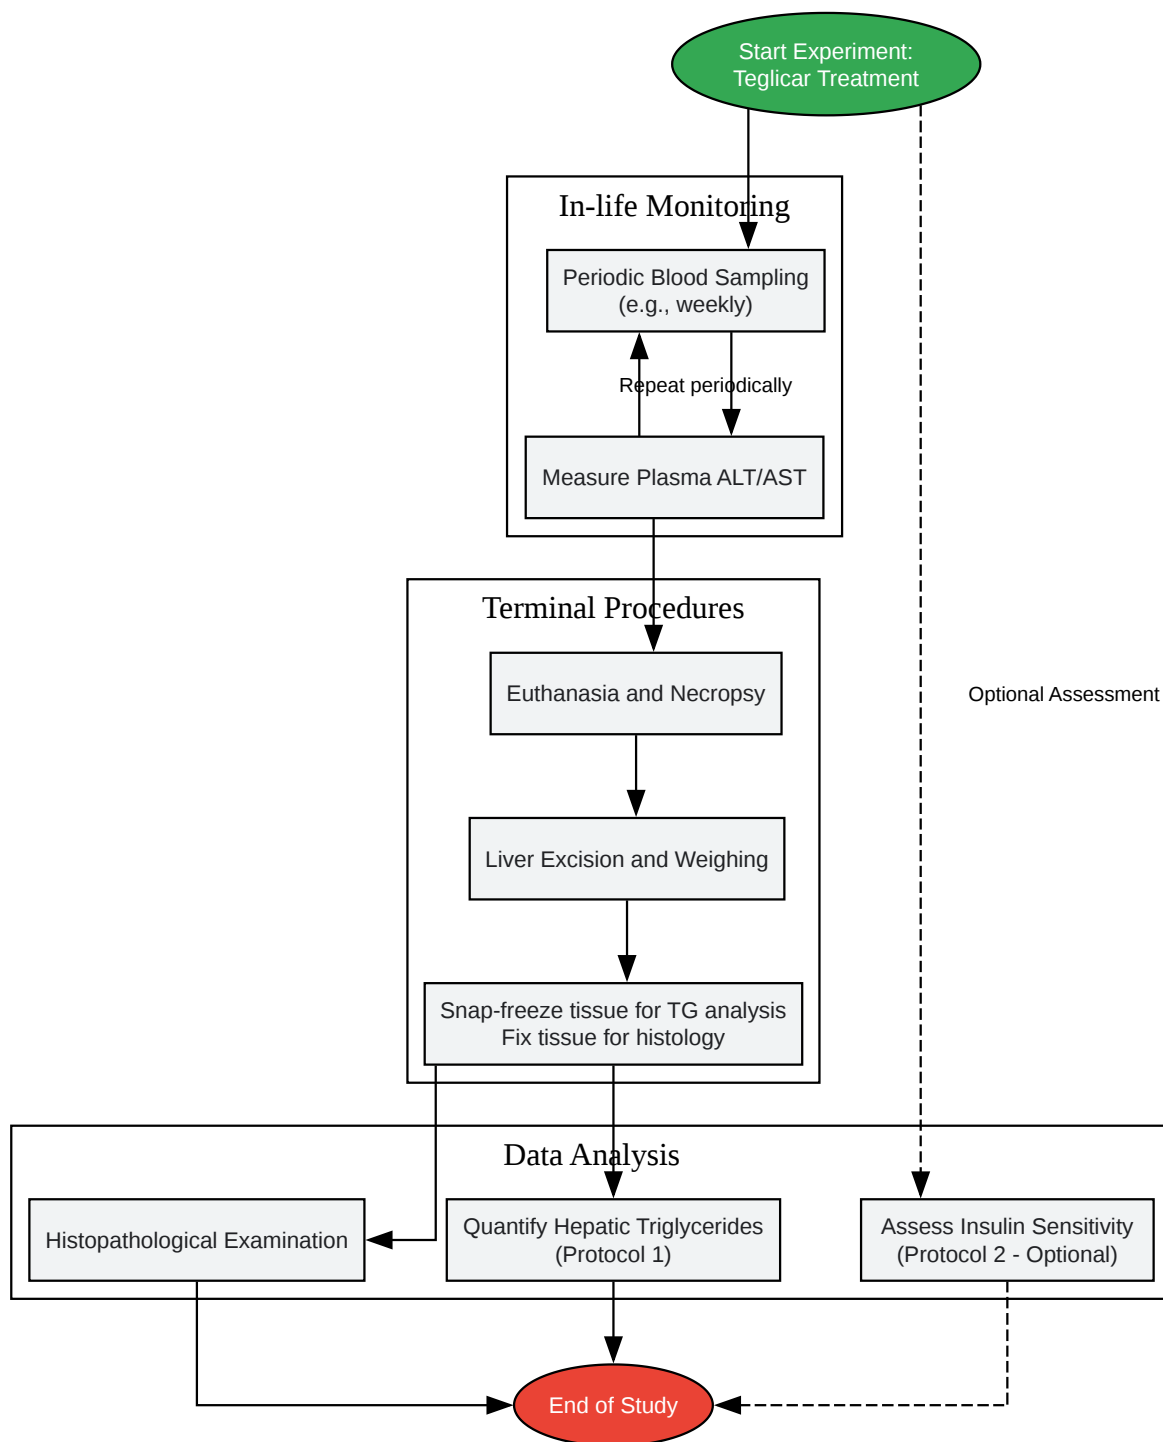 Start Experiment:
Teglicar Treatment
In-life Monitoring
Periodic Blood Sampling
(e.g., weekly)
Repeat periodically
Measure Plasma ALT/AST
Terminal Procedures
Euthanasia and Necropsy
Optional Assessment
Liver Excision and Weighing
Snap-freeze tissue for TG analysis
Fix tissue for histology
Data Analysis
Histopathological Examination
Quantify Hepatic Triglycerides
(Protocol 1)
Assess Insulin Sensitivity
(Protocol 2 - Optional)
End of Study